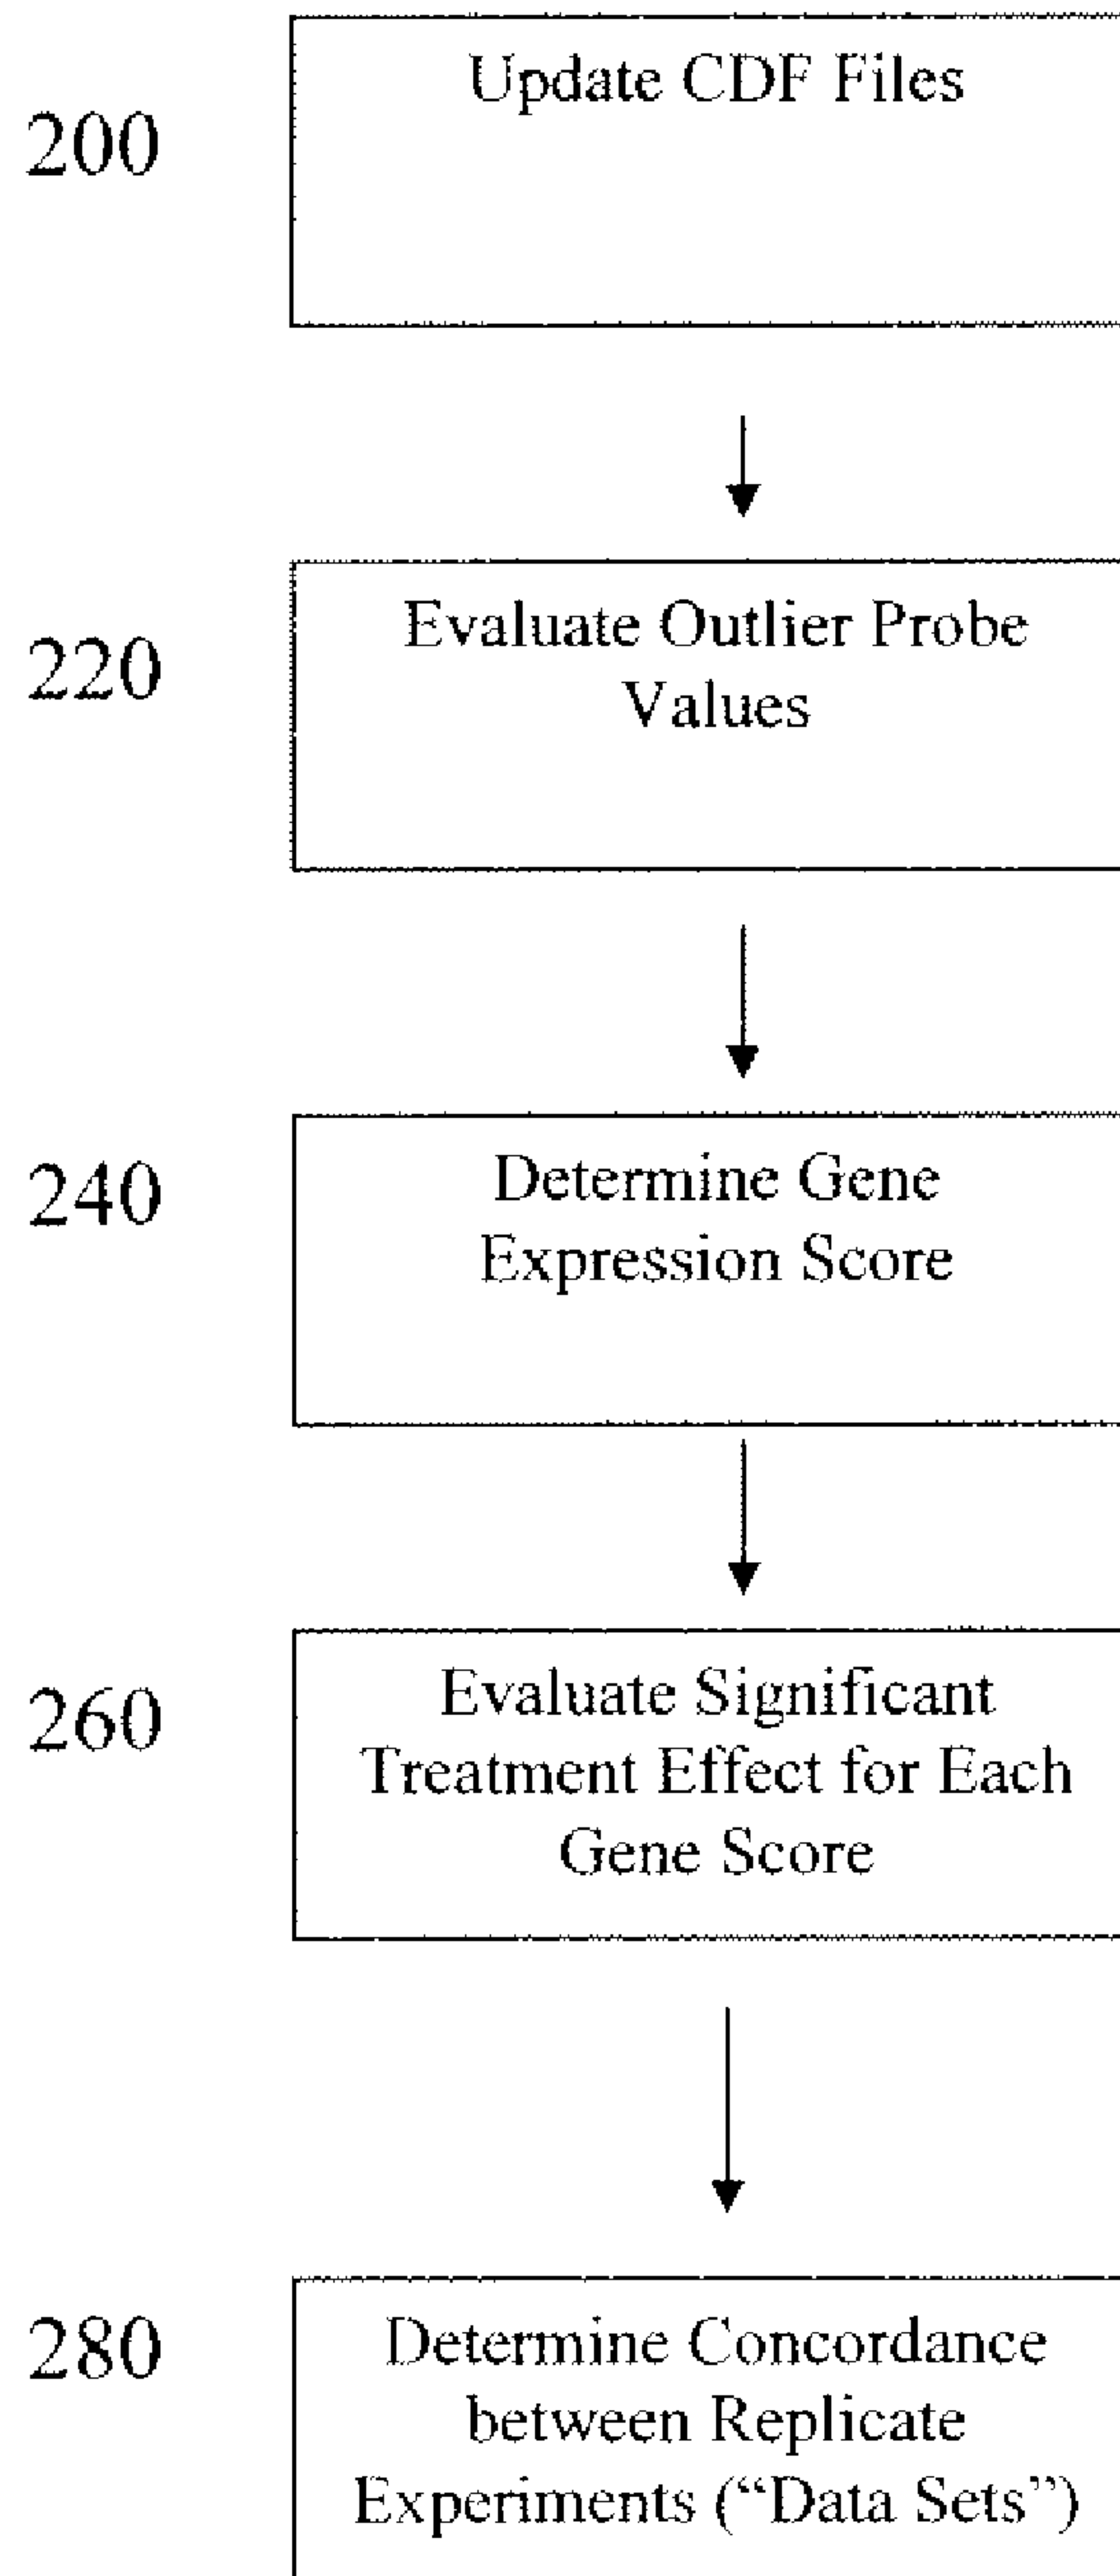 200
Update CDF Files
220
Evaluate Outlier Probe
Values
240
Determine Gene
Expression Score
260
Evaluate Significant
Treatment Effect for Each
Gene Score
280
Determine Concordance
between Replicate
Experiments (“Data Sets”)